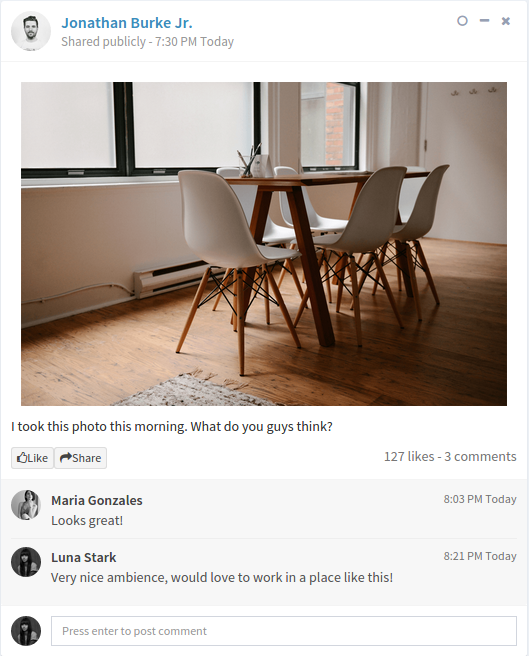 Jonathan Burke Jr.
Shared publicly - 7:30 PM Today
I took this photo this morning. What do you guys think?
Like Share 127 likes - 3 comments
Maria Gonzales 8:03 PM Today
Looks great!
Luna Stark 8:21 PM Today
Very nice ambience, would love to work in a place like this!
Press enter to post comment